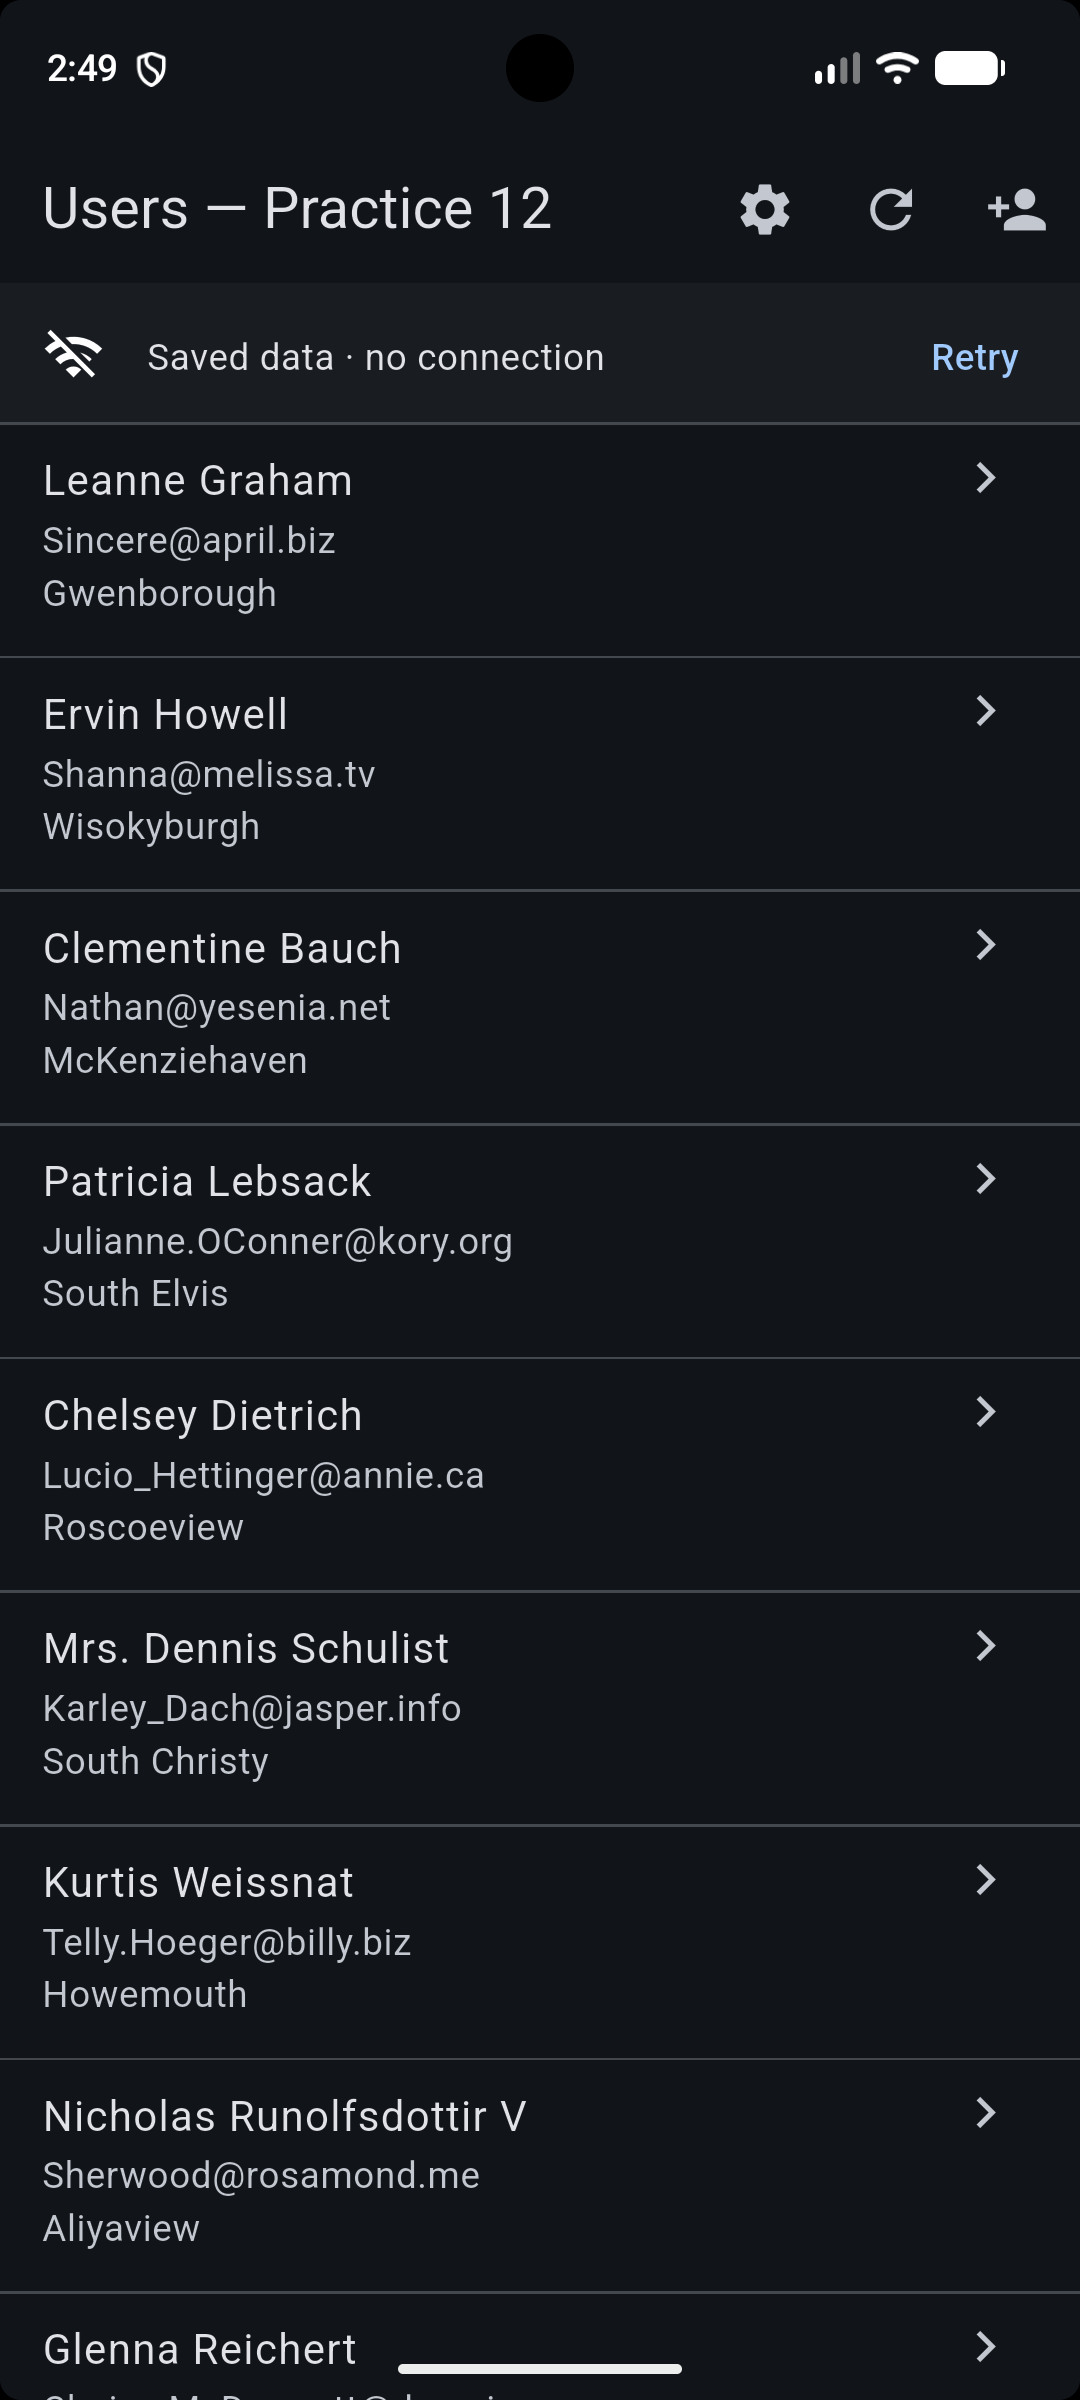 2:49
Users — Practice 12
Saved data · no connection
Retry
Leanne Graham
Sincere@april.biz
Gwenborough
Ervin Howell
Shanna@melissa.tv
Wisokyburgh
Clementine Bauch
Nathan@yesenia.net
McKenziehaven
Patricia Lebsack
Julianne.OConner@kory.org
South Elvis
Chelsey Dietrich
Lucio_Hettinger@annie.ca
Roscoeview
Mrs. Dennis Schulist
Karley_Dach@jasper.info
South Christy
Kurtis Weissnat
Telly.Hoeger@billy.biz
Howemouth
Nicholas Runolfsdottir V
Sherwood@rosamond.me
Aliyaview
Glenna Reichert